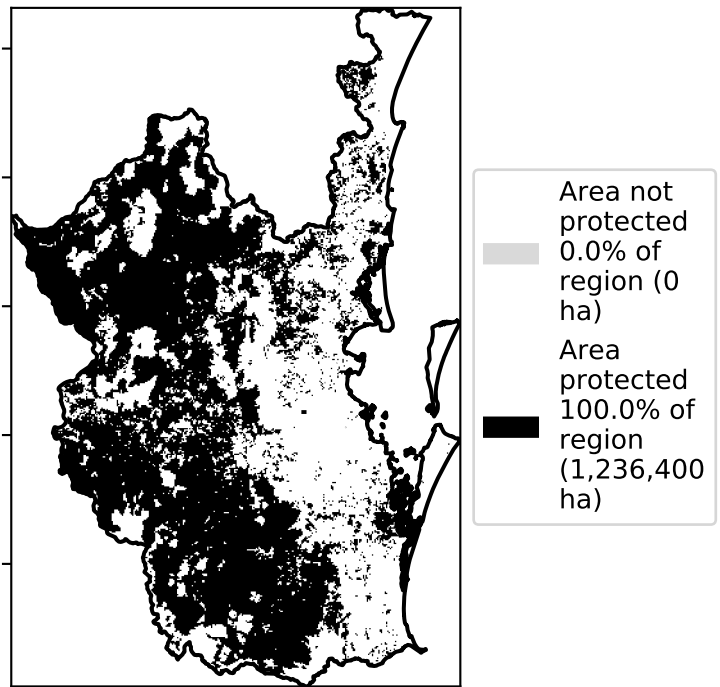 Area not
protected
0.0% of
region (0
ha)
Area
protected
100.0% of
region
(1,236,400
ha)